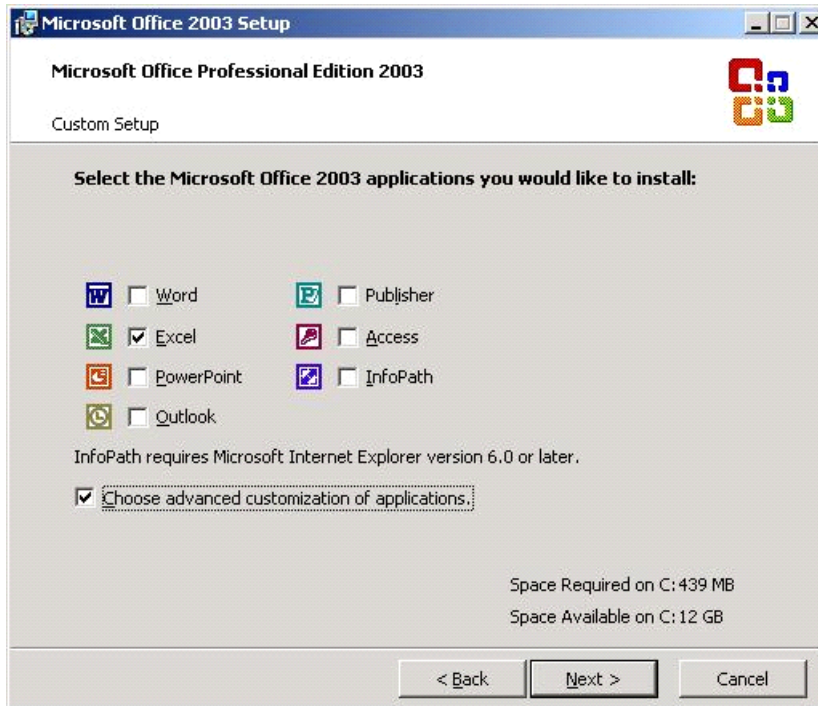 Microsoft Office 2003 Setup
Microsoft Office Professional Edition 2003
Custom Setup
Select the Microsoft Office 2003 applications you would like to install:
Word
Publisher
Excel
Access
PowerPoint
InfoPath
Outlook
InfoPath requires Microsoft Internet Explorer version 6.0 or later.
Choose advanced customization of applications.
Space Required on C: 439 MB
Space Available on C: 12 GB
< Back
Next >
Cancel